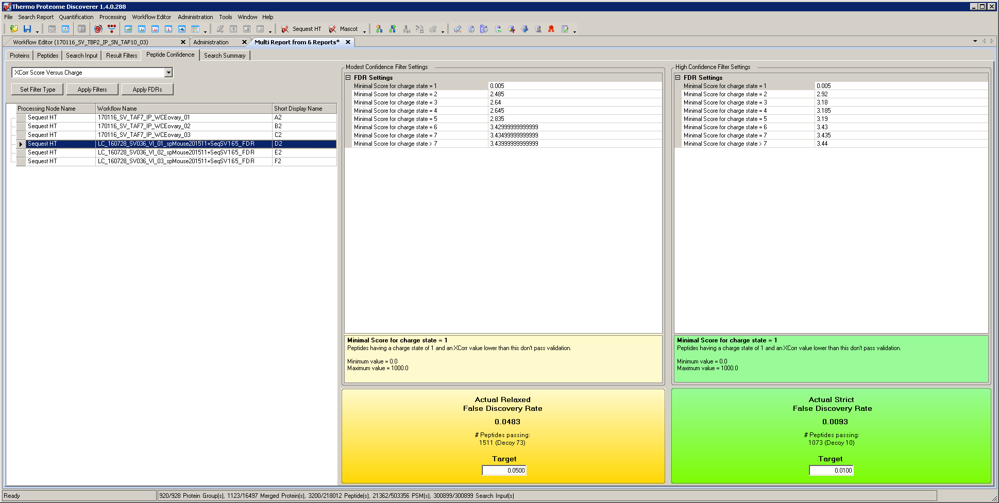 Thermo Proteome Discoverer 1.4.0.288
File Search Report Quantification Processing Workflow Editor Administration Tools Window Help
Sequest HT Mascot
Workflow Editor (170116_SV_TBP2_IP_SN_TAF10_03) Administration Multi Report from 6 Reports*
Proteins Peptides Search Input Result Filters Peptide Confidence Search Summary
XCorr Score Versus Charge
Set Filter Type Apply Filters Apply FDRs
Processing Node Name Workflow Name Short Display Name
Sequest HT 170116_SV_TAF7_IP_WCEovary_01 A2
Sequest HT 170116_SV_TAF7_IP_WCEovary_02 B2
Sequest HT 170116_SV_TAF7_IP_WCEovary_03 C2
Sequest HT LC_160728_SV036_VI_01_spMouse201511+SeqSV165_FDR D2
Sequest HT LC_160728_SV036_VI_02_spMouse201511+SeqSV165_FDR E2
Sequest HT LC_160728_SV036_VI_03_spMouse201511+SeqSV165_FDR F2
Modest Confidence Filter Settings
FDR Settings
Minimal Score for charge state = 1 0.005
Minimal Score for charge state = 2 2.485
Minimal Score for charge state = 3 2.64
Minimal Score for charge state = 4 2.645
Minimal Score for charge state = 5 2.835
Minimal Score for charge state = 6 3.42999999999999
Minimal Score for charge state = 7 3.43499999999999
Minimal Score for charge state > 7 3.43999999999999
Minimal Score for charge state = 1
Peptides having a charge state of 1 and an XCorr value lower than this don't pass validation.
Minimum value = 0.0
Maximum value = 1000.0
Actual Relaxed
False Discovery Rate
0.0483
# Peptides passing:
1511 (Decoy 73)
Target
0.0500
High Confidence Filter Settings
FDR Settings
Minimal Score for charge state = 1 0.005
Minimal Score for charge state = 2 2.92
Minimal Score for charge state = 3 3.18
Minimal Score for charge state = 4 3.185
Minimal Score for charge state = 5 3.19
Minimal Score for charge state = 6 3.43
Minimal Score for charge state = 7 3.435
Minimal Score for charge state > 7 3.44
Minimal Score for charge state = 1
Peptides having a charge state of 1 and an XCorr value lower than this don't pass validation.
Minimum value = 0.0
Maximum value = 1000.0
Actual Strict
False Discovery Rate
0.0093
# Peptides passing:
1073 (Decoy 10)
Target
0.0100
Ready 920/928 Protein Group(s), 1123/16497 Merged Protein(s), 3200/218012 Peptide(s), 21362/503356 PSM(s), 300899/300899 Search Input(s)